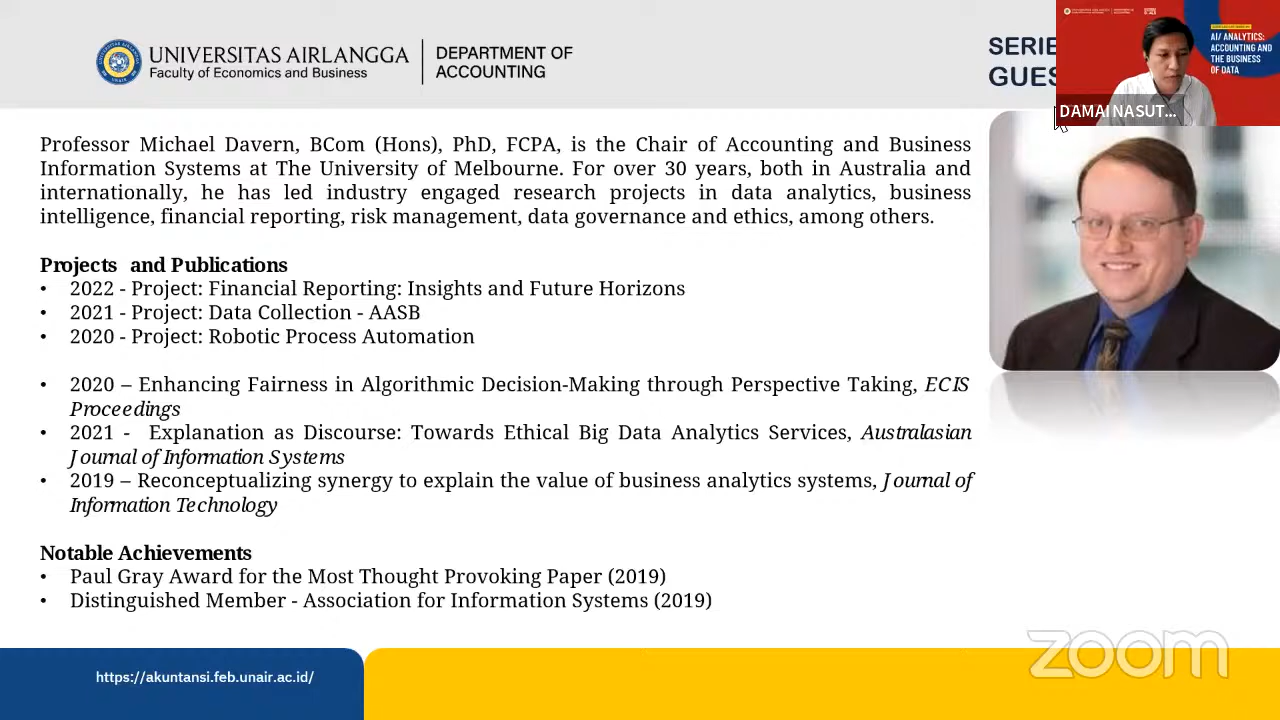 UNIVERSITAS AIRLANGGA
Faculty of Economics and Business
DEPARTMENT OF
ACCOUNTING
SERIE
GUES
AI/ ANALYTICS:
ACCOUNTING AND
THE BUSINESS
OF DATA
DAMAI NASUT...
Professor Michael Davern, BCom (Hons), PhD, FCPA, is the Chair of Accounting and Business
Information Systems at The University of Melbourne. For over 30 years, both in Australia and
internationally, he has led industry engaged research projects in data analytics, business
intelligence, financial reporting, risk management, data governance and ethics, among others.
Projects and Publications
• 2022 - Project: Financial Reporting: Insights and Future Horizons
• 2021 - Project: Data Collection - AASB
• 2020 - Project: Robotic Process Automation
• 2020 – Enhancing Fairness in Algorithmic Decision-Making through Perspective Taking, ECIS
Proceedings
• 2021 - Explanation as Discourse: Towards Ethical Big Data Analytics Services, Australasian
Journal of Information Systems
• 2019 – Reconceptualizing synergy to explain the value of business analytics systems, Journal of
Information Technology
Notable Achievements
• Paul Gray Award for the Most Thought Provoking Paper (2019)
• Distinguished Member - Association for Information Systems (2019)
zoom
https://akuntansi.feb.unair.ac.id/